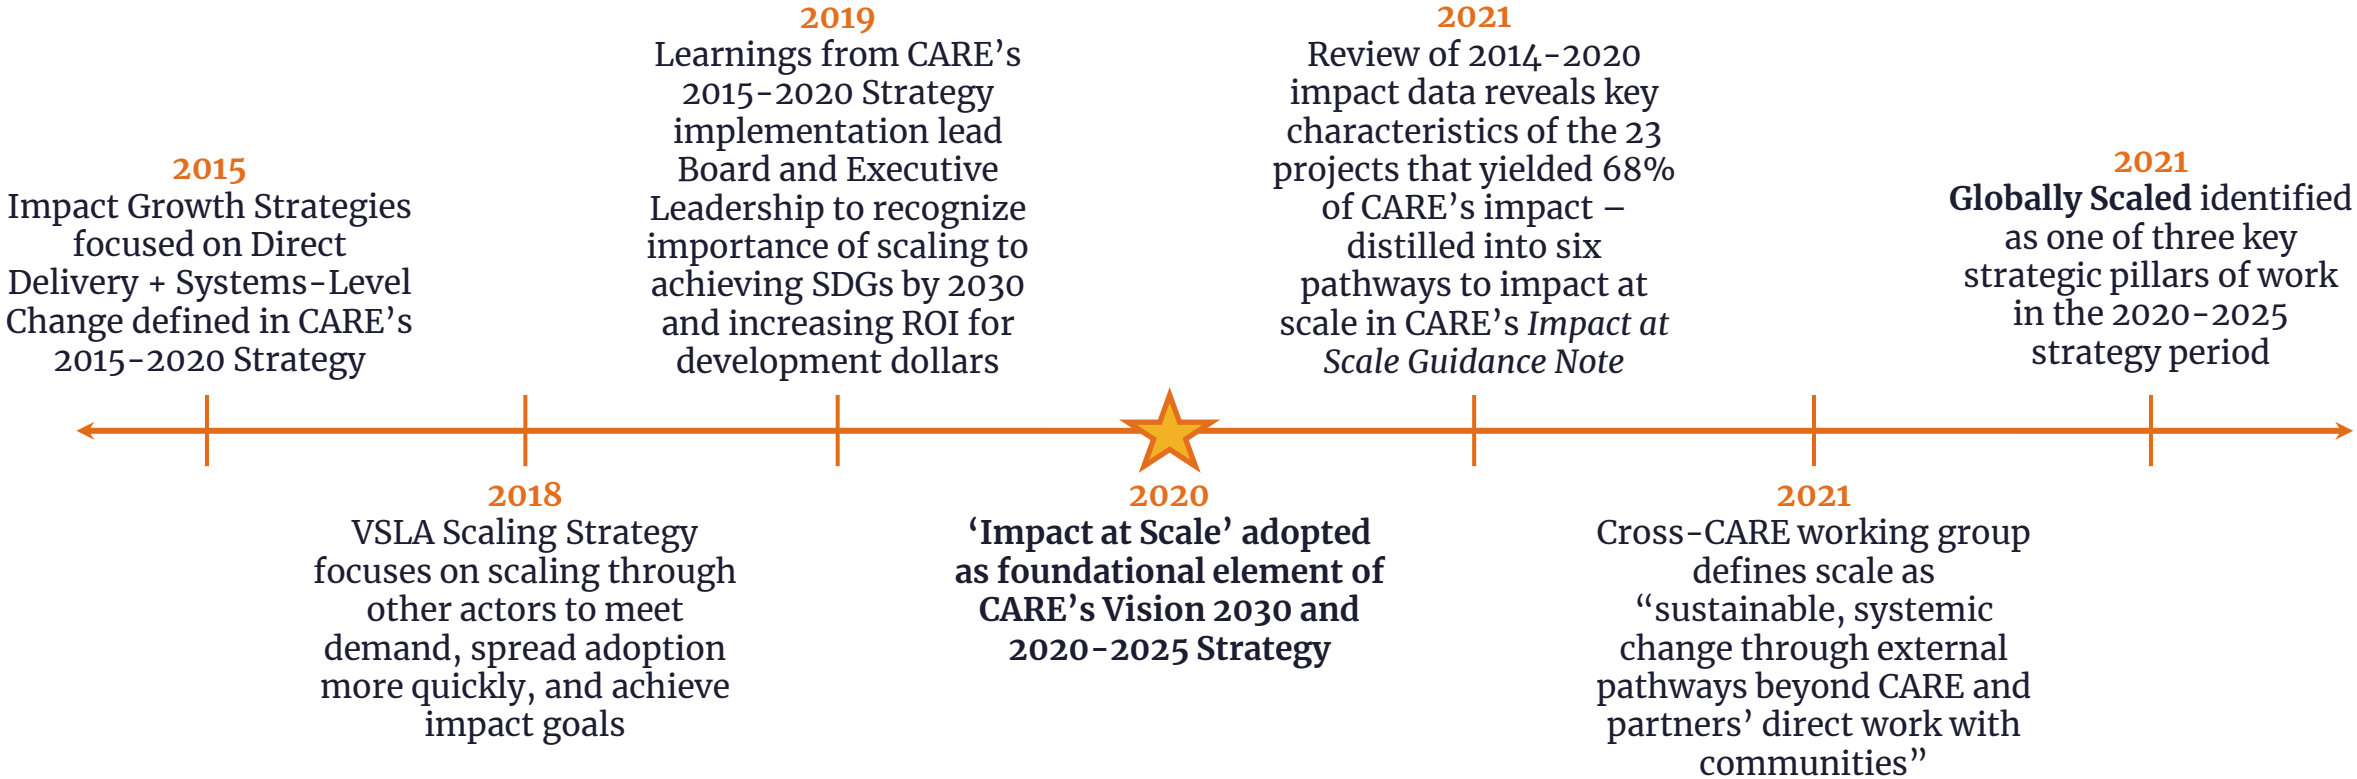 2015
Impact Growth Strategies
focused on Direct
Delivery + Systems-Level
Change defined in CARE’s
2015-2020 Strategy
2018
VSLA Scaling Strategy
focuses on scaling through
other actors to meet
demand, spread adoption
more quickly, and achieve
impact goals
2019
Learnings from CARE’s
2015-2020 Strategy
implementation lead
Board and Executive
Leadership to recognize
importance of scaling to
achieving SDGs by 2030
and increasing ROI for
development dollars
2020
‘Impact at Scale’ adopted
as foundational element of
CARE’s Vision 2030 and
2020-2025 Strategy
2021
Review of 2014-2020
impact data reveals key
characteristics of the 23
projects that yielded 68%
of CARE’s impact –
distilled into six
pathways to impact at
scale in CARE’s Impact at
Scale Guidance Note
2021
Cross-CARE working group
defines scale as
“sustainable, systemic
change through external
pathways beyond CARE and
partners’ direct work with
communities”
2021
Globally Scaled identified
as one of three key
strategic pillars of work
in the 2020-2025
strategy period